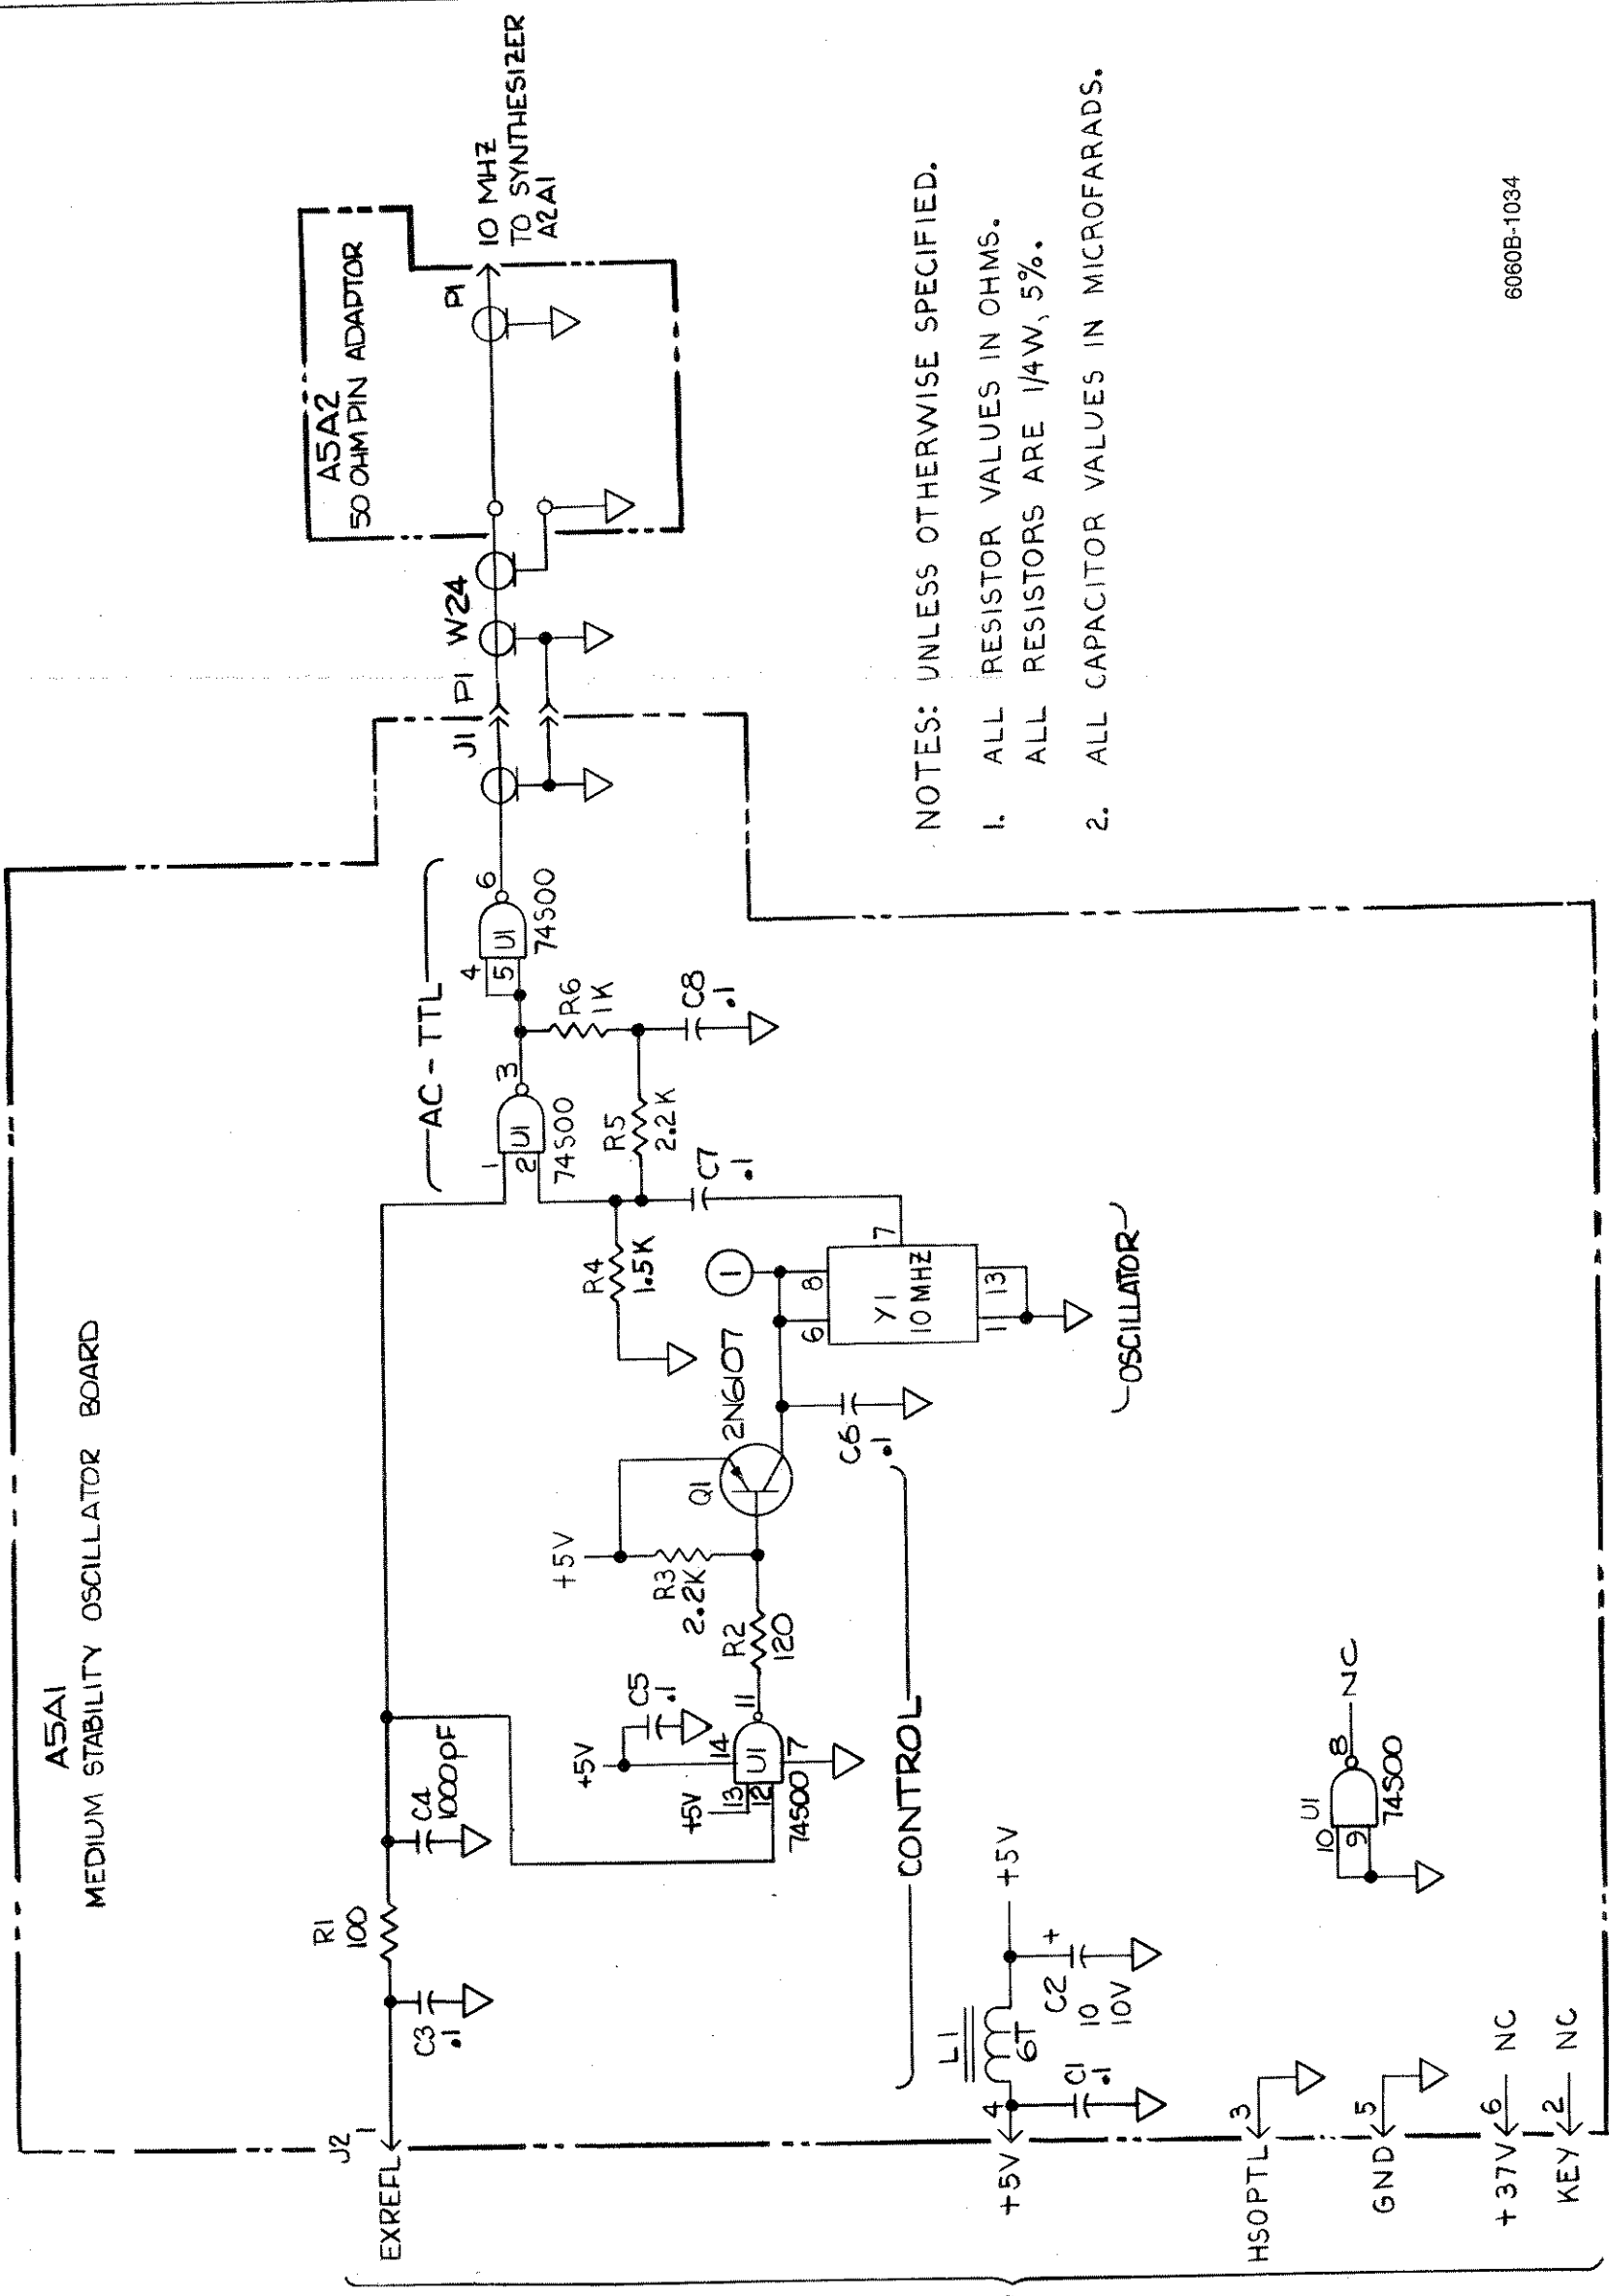 A5A1
MEDIUM STABILITY OSCILLATOR BOARD
J2
1
EXREFL
C3
.1
R1
100
C4
1000pF
+5V
C5
.1
14
+5V
13
12
U1
11
7
74S00
R2
120
R3
2.2K
+5V
Q1
2N6107
CONTROL
C6
.1
1
6
8
Y1
10 MHZ
7
1
13
OSCILLATOR
R4
1.5K
C7
.1
R5
2.2K
AC-TTL
1
2
U1
3
74S00
R6
1K
C8
.1
4
5
U1
6
74S00
J1
P1
W24
A5A2
50 OHM PIN ADAPTOR
P1
10 MHZ
TO SYNTHESIZER
A2A1
+5V
4
C1
.1
L1
6T
C2
+
10
10V
+5V
HSOPTL
3
GND
5
+37V
6
NC
KEY
2
NC
U1
10
9
8
NC
74S00
NOTES: UNLESS OTHERWISE SPECIFIED.
1. ALL RESISTOR VALUES IN OHMS.
ALL RESISTORS ARE 1/4W, 5%.
2. ALL CAPACITOR VALUES IN MICROFARADS.
6060B-1034